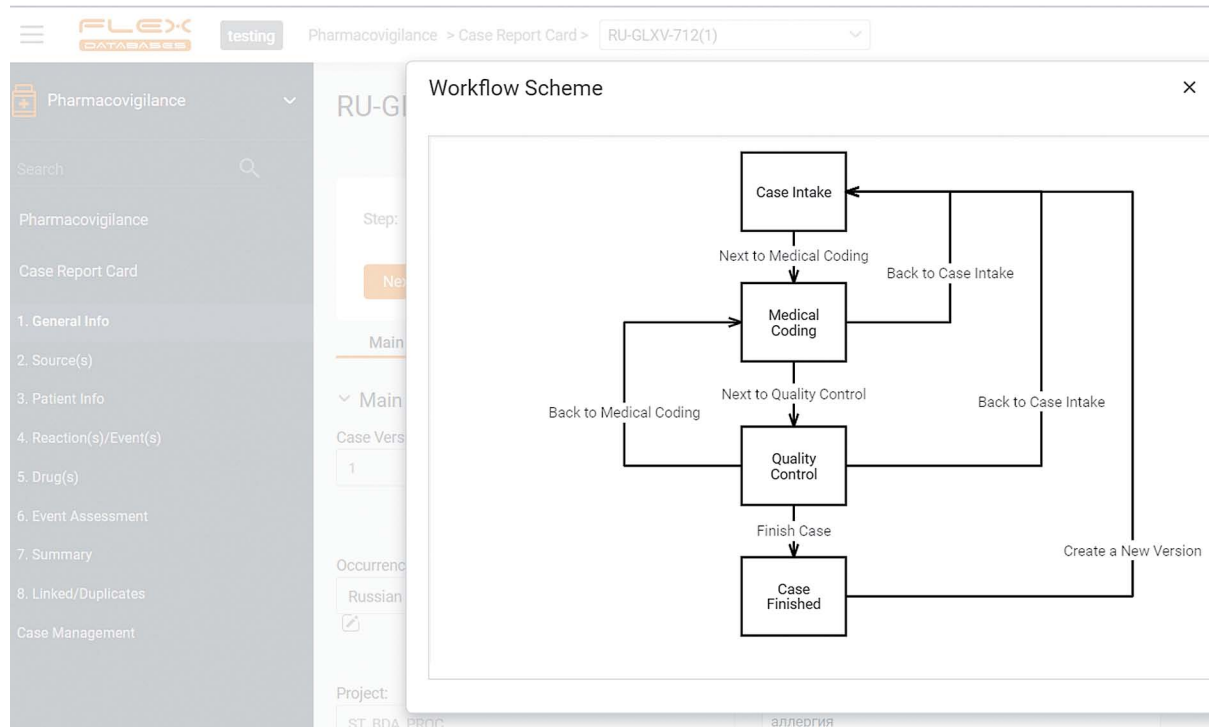 FLEX
DATABASES
testing
Pharmacovigilance > Case Report Card > RU-GLXV-712(1)
Pharmacovigilance
Search
Pharmacovigilance
Case Report Card
1. General Info
2. Source(s)
3. Patient Info
4. Reaction(s)/Event(s)
5. Drug(s)
6. Event Assessment
7. Summary
8. Linked/Duplicates
Case Management
RU-GL
Step:
Nex
Main
Main
Case Vers
1
Occurrenc
Russian
Project:
ST_BDA_PROC
аллергия
Workflow Scheme
Case Intake
Next to Medical Coding
Back to Case Intake
Medical
Coding
Next to Quality Control
Back to Medical Coding
Back to Case Intake
Quality
Control
Finish Case
Create a New Version
Case
Finished